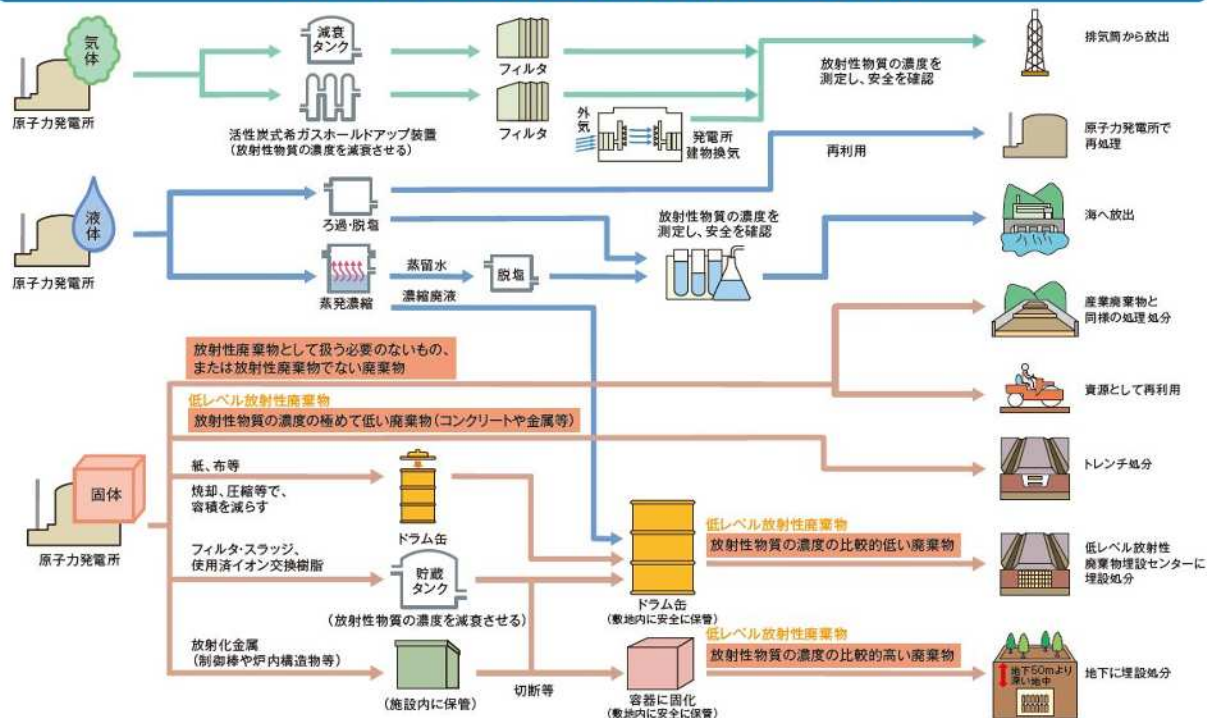 気体
原子力発電所
減衰
タンク
活性炭式希ガスホールドアップ装置
(放射性物質の濃度を減衰させる)
フィルタ
フィルタ
外気
発電所
建物換気
放射性物質の濃度を
測定し、安全を確認
排気筒から放出
液体
原子力発電所
ろ過・脱塩
再利用
原子力発電所で
再処理
蒸発濃縮
蒸留水
濃縮廃液
脱塩
放射性物質の濃度を
測定し、安全を確認
海へ放出
固体
原子力発電所
放射性廃棄物として扱う必要のないもの、
または放射性廃棄物でない廃棄物
産業廃棄物と
同様の処理処分
資源として再利用
低レベル放射性廃棄物
放射性物質の濃度の極めて低い廃棄物(コンクリートや金属等)
トレンチ処分
紙、布等
焼却、圧縮等で、
容積を減らす
ドラム缶
フィルタ・スラッジ、
使用済イオン交換樹脂
貯蔵
タンク
(放射性物質の濃度を減衰させる)
ドラム缶
(敷地内に安全に保管)
低レベル放射性廃棄物
放射性物質の濃度の比較的低い廃棄物
低レベル放射性
廃棄物埋設センターに
埋設処分
放射化金属
(制御棒や炉内構造物等)
(施設内に保管)
切断等
容器に固化
(敷地内に安全に保管)
低レベル放射性廃棄物
放射性物質の濃度の比較的高い廃棄物
地下50mより
深い地中
地下に埋設処分